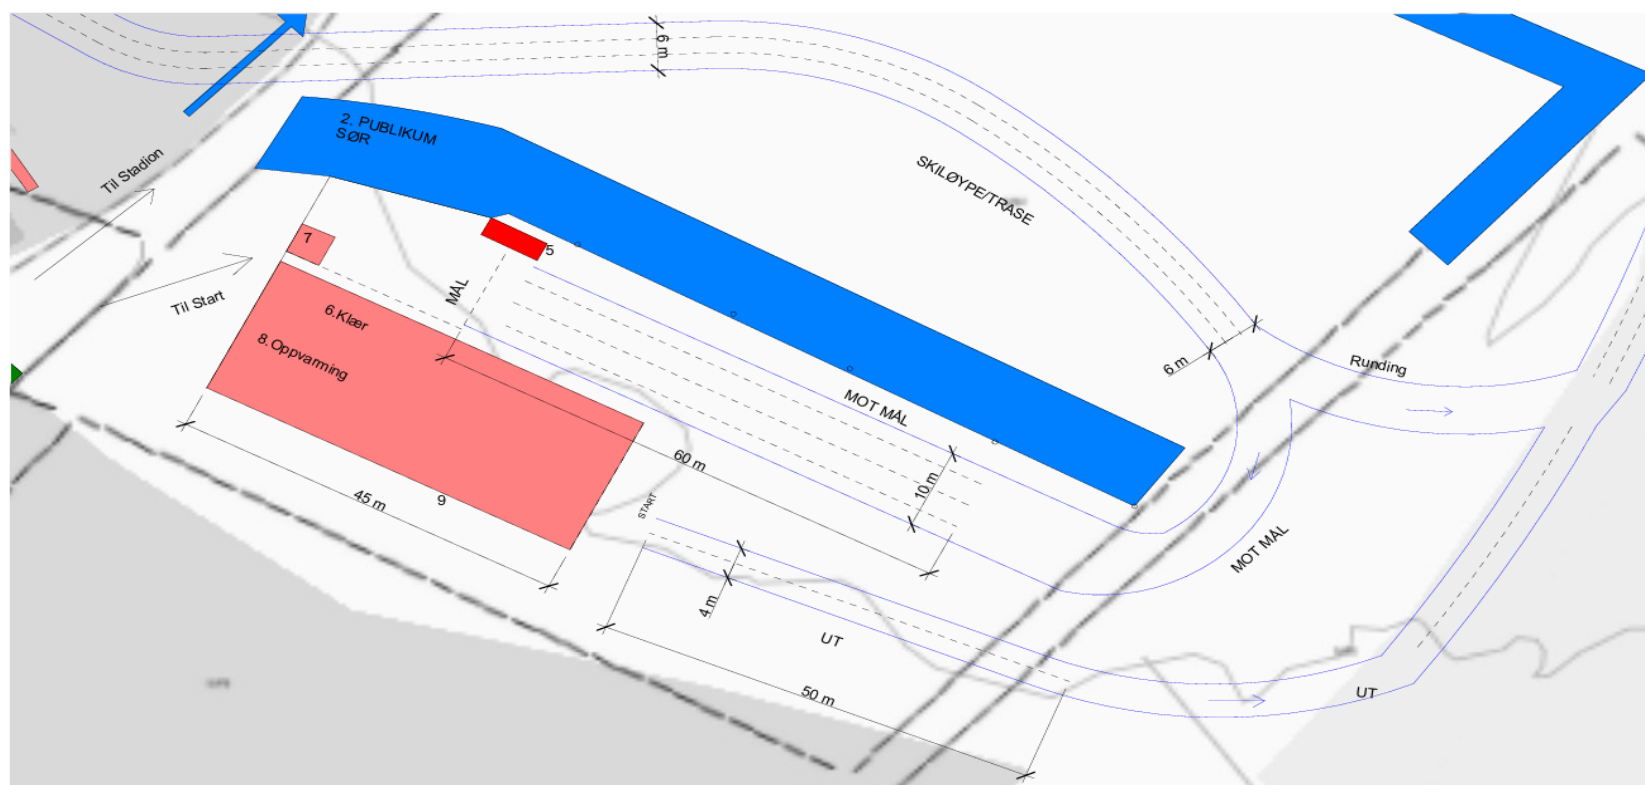 6 m
2. PUBLIKUM
SØR
Til Stadion
SKILØYPE/TRASE
7
5
MÅL
Til Start
6.Klær
8.Oppvarming
6 m
Runding
MOT MÅL
60 m
10 m
45 m
9
START
MOT MÅL
4 m
UT
50 m
UT